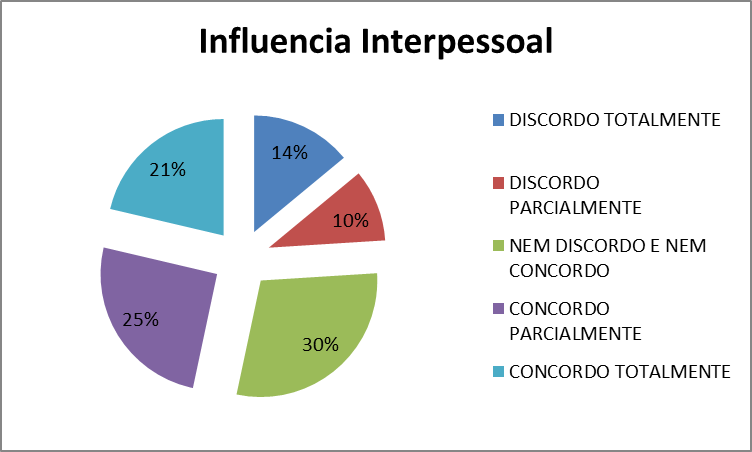 Influencia Interpessoal
14%
10%
30%
25%
21%
DISCORDO TOTALMENTE
DISCORDO
PARCIALMENTE
NEM DISCORDO E NEM
CONCORDO
CONCORDO
PARCIALMENTE
CONCORDO TOTALMENTE